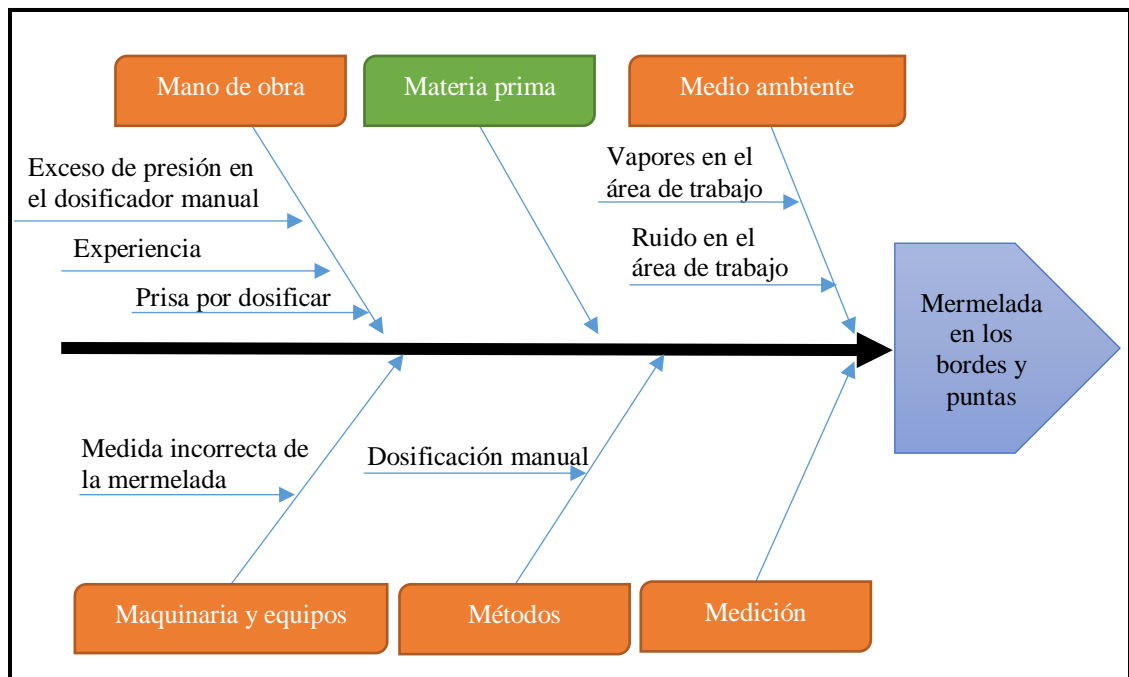 Mano de obra
Materia prima
Medio ambiente
Exceso de presión en
el dosificador manual
Experiencia
Prisa por dosificar
Vapores en el
área de trabajo
Ruido en el
área de trabajo
Mermelada
en los
bordes y
puntas
Medida incorrecta de
la mermelada
Dosificación manual
Maquinaria y equipos
Métodos
Medición